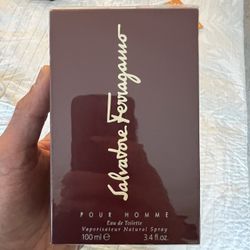 Salvatore Ferragamo
POUR HOMME
Eau de Toilette
Vaporisateur Natural Spray
100 ml ℮ 3.4 fl.oz.